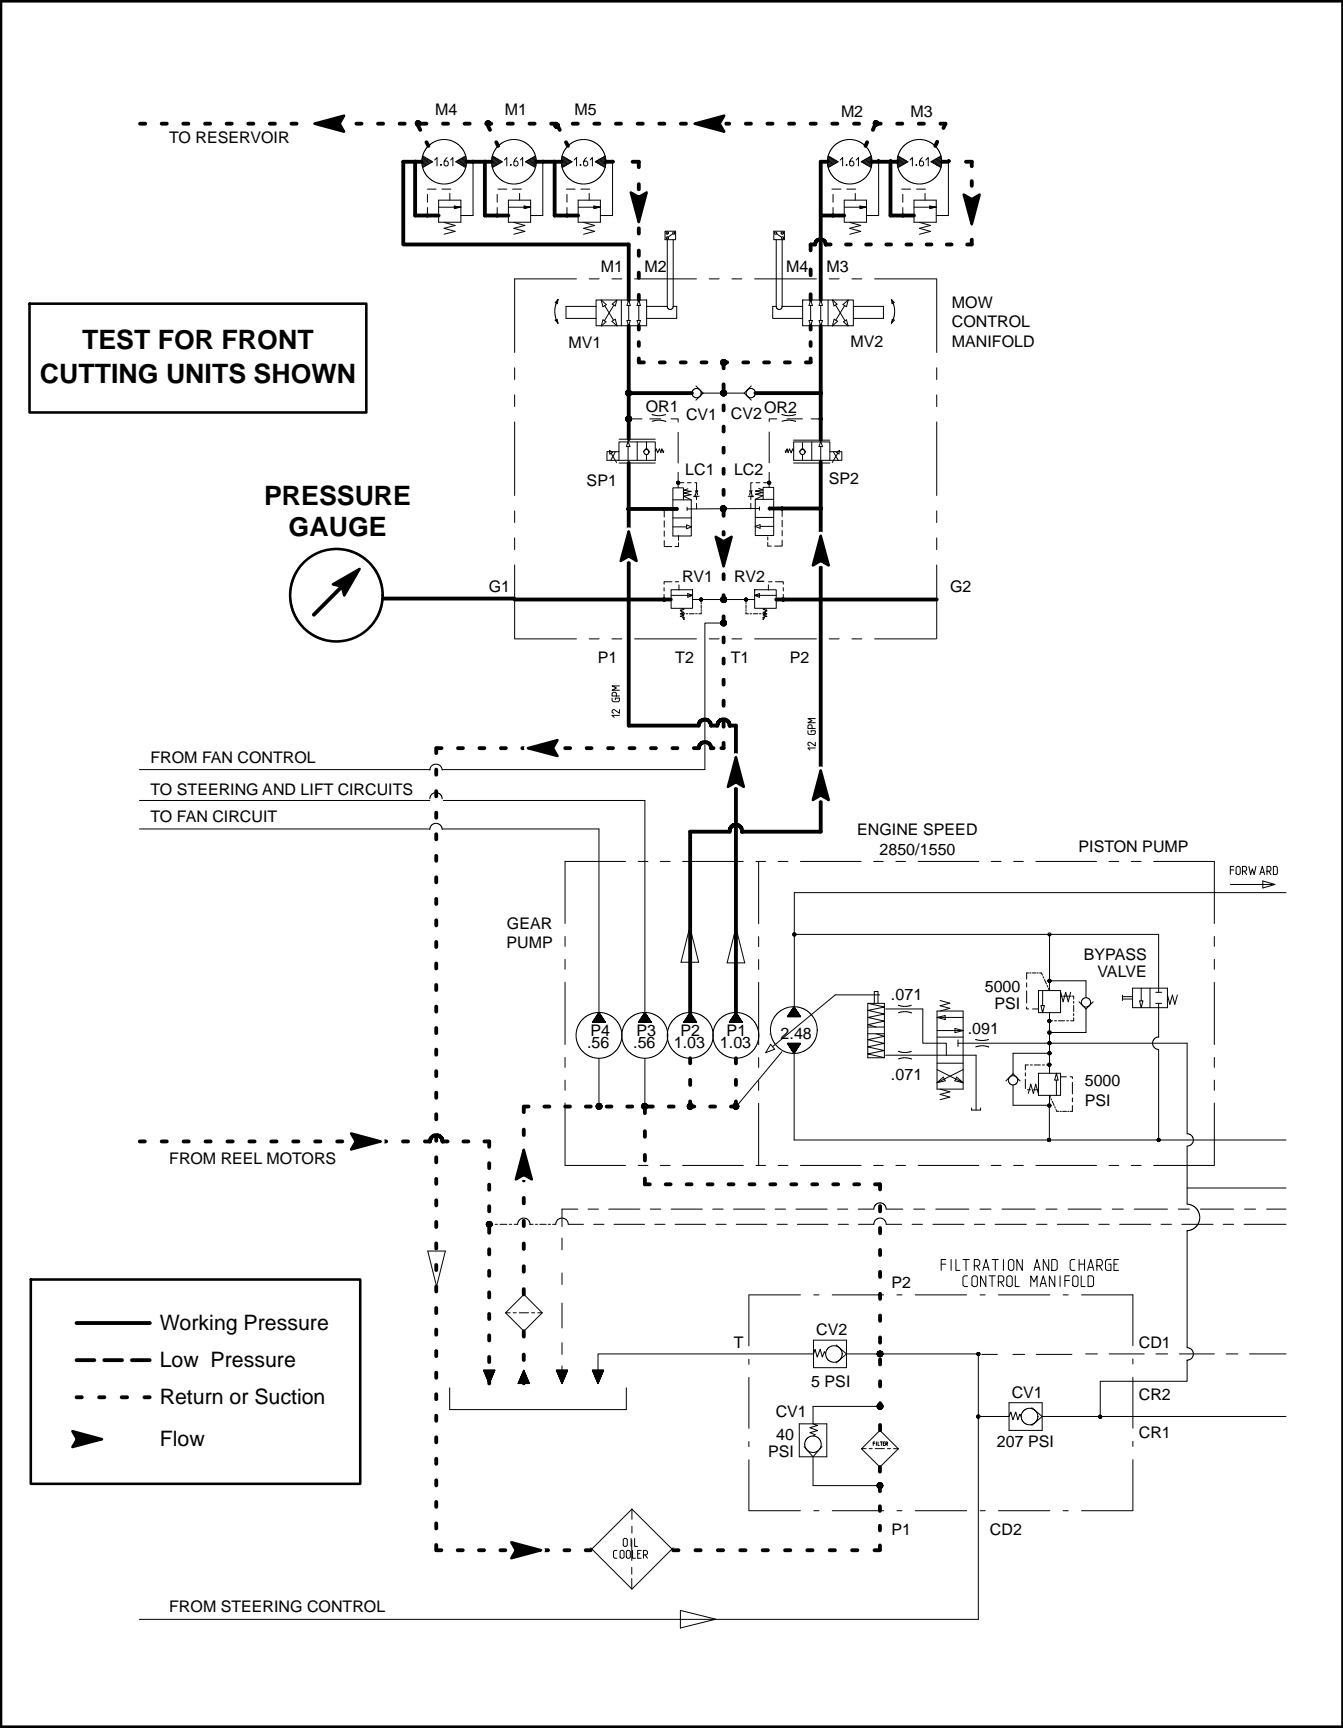 M4 M1 M5 M2 M3
TO RESERVOIR
1.61 1.61 1.61 1.61 1.61
M1 M2 M4 M3
MOW
CONTROL
MANIFOLD
TEST FOR FRONT
CUTTING UNITS SHOWN
MV1 MV2
OR1 CV1 CV2 OR2
LC1 LC2
SP1 SP2
PRESSURE
GAUGE
RV1 RV2
G1 G2
P1 T2 T1 P2
12 GPM
12 GPM
FROM FAN CONTROL
TO STEERING AND LIFT CIRCUITS
TO FAN CIRCUIT
ENGINE SPEED
2850/1550
PISTON PUMP
FORWARD
GEAR
PUMP
BYPASS
VALVE
5000
PSI
.071
.091
P4
.56
P3
.56
P2
1.03
P1
1.03
2.48
.071
5000
PSI
FROM REEL MOTORS
FILTRATION AND CHARGE
CONTROL MANIFOLD
P2
Working Pressure
Low Pressure
Return or Suction
Flow
T
CV2
5 PSI
CD1
CR2
CV1
40
PSI
FILTER
CV1
207 PSI
CR1
P1 CD2
OIL
COOLER
FROM STEERING CONTROL